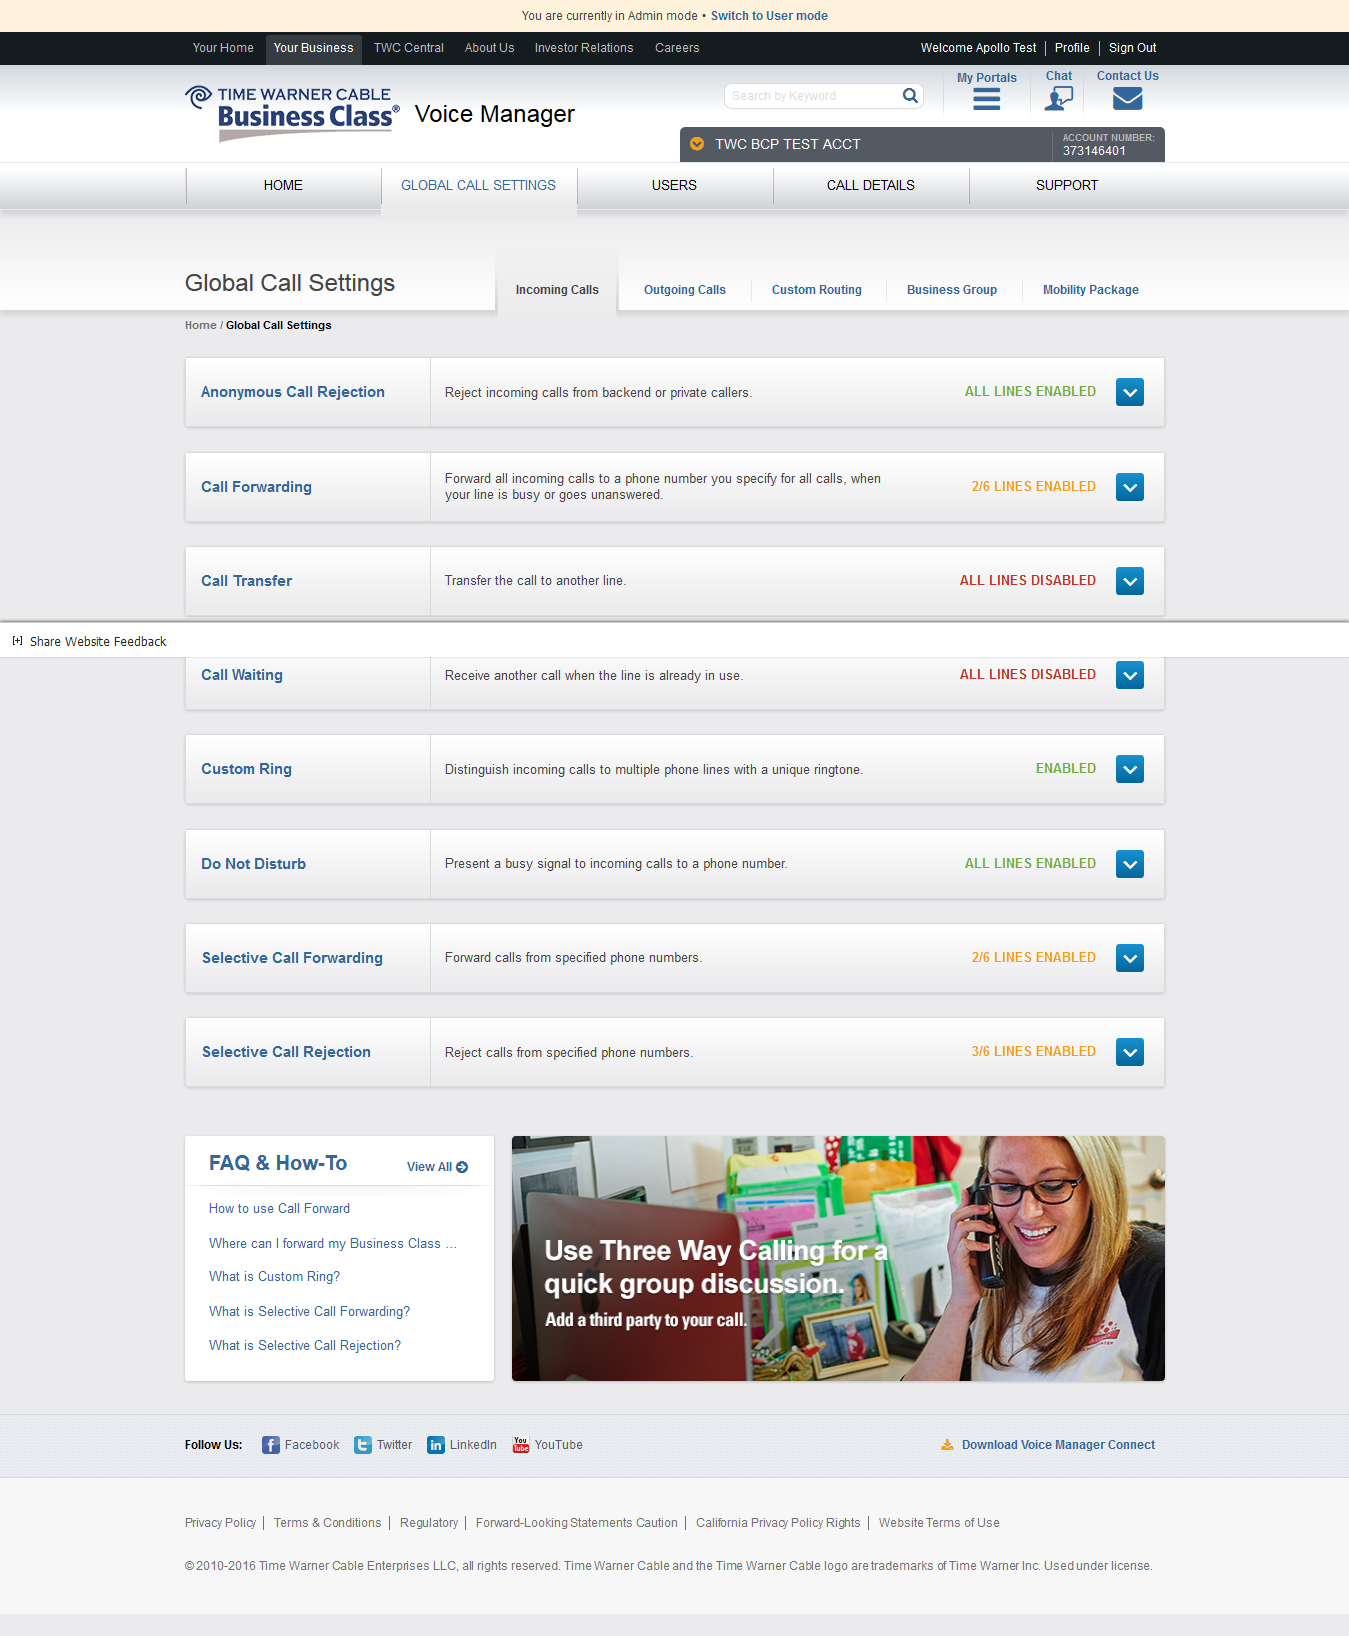 You are currently in Admin mode • Switch to User mode
Your Home Your Business TWC Central About Us Investor Relations Careers Welcome Apollo Test Profile Sign Out
TIME WARNER CABLE
Business Class®
Voice Manager
Search by Keyword
My Portals Chat Contact Us
TWC BCP TEST ACCT
ACCOUNT NUMBER:
373146401
HOME GLOBAL CALL SETTINGS USERS CALL DETAILS SUPPORT
Global Call Settings
Incoming Calls Outgoing Calls Custom Routing Business Group Mobility Package
Home / Global Call Settings
Anonymous Call Rejection Reject incoming calls from backend or private callers. ALL LINES ENABLED
Call Forwarding Forward all incoming calls to a phone number you specify for all calls, when
your line is busy or goes unanswered. 2/6 LINES ENABLED
Call Transfer Transfer the call to another line. ALL LINES DISABLED
[+] Share Website Feedback
Call Waiting Receive another call when the line is already in use. ALL LINES DISABLED
Custom Ring Distinguish incoming calls to multiple phone lines with a unique ringtone. ENABLED
Do Not Disturb Present a busy signal to incoming calls to a phone number. ALL LINES ENABLED
Selective Call Forwarding Forward calls from specified phone numbers. 2/6 LINES ENABLED
Selective Call Rejection Reject calls from specified phone numbers. 3/6 LINES ENABLED
FAQ & How-To View All
How to use Call Forward
Where can I forward my Business Class ...
What is Custom Ring?
What is Selective Call Forwarding?
What is Selective Call Rejection?
Use Three Way Calling for a
quick group discussion.
Add a third party to your call.
Follow Us: Facebook Twitter LinkedIn You Tube YouTube Download Voice Manager Connect
Privacy Policy Terms & Conditions Regulatory Forward-Looking Statements Caution California Privacy Policy Rights Website Terms of Use
© 2010-2016 Time Warner Cable Enterprises LLC, all rights reserved. Time Warner Cable and the Time Warner Cable logo are trademarks of Time Warner Inc. Used under license.